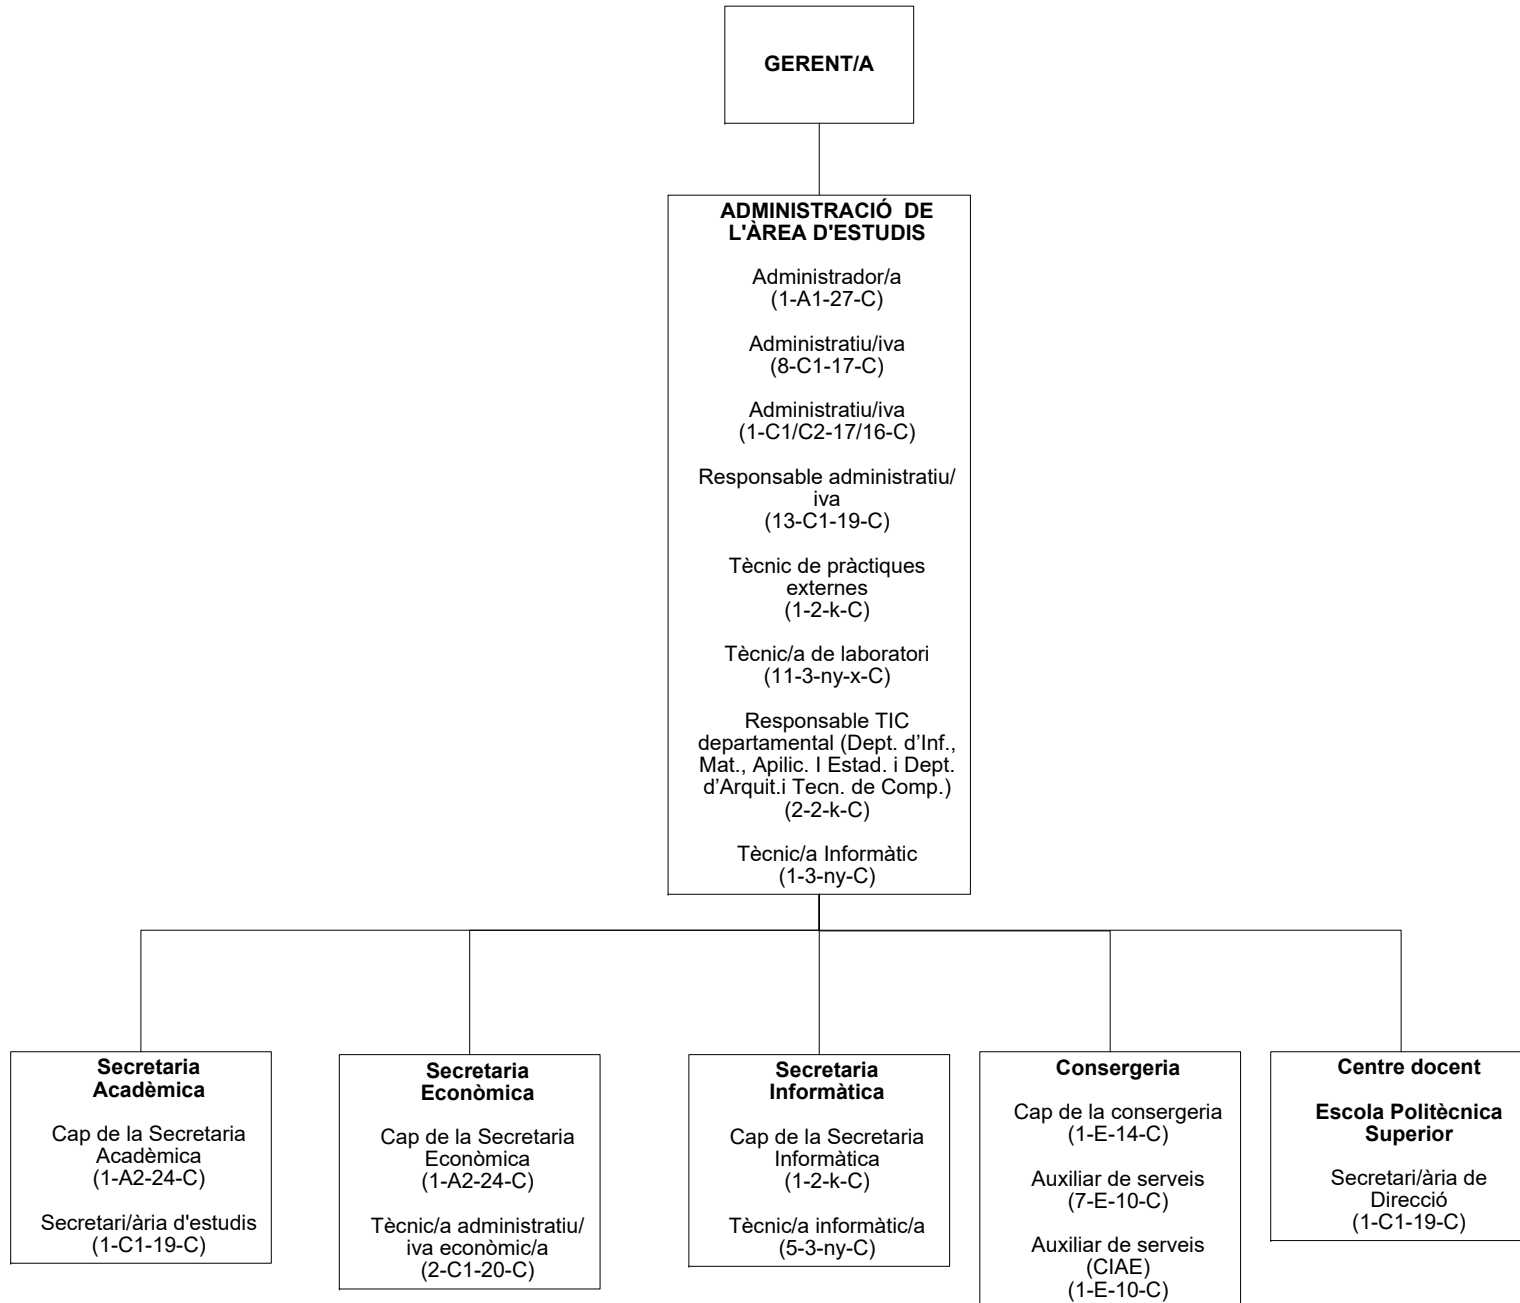 GERENT/A
ADMINISTRACIÓ DE
L'ÀREA D'ESTUDIS
Administrador/a
(1-A1-27-C)
Administratiu/iva
(8-C1-17-C)
Administratiu/iva
(1-C1/C2-17/16-C)
Responsable administratiu/
iva
(13-C1-19-C)
Tècnic de pràctiques
externes
(1-2-k-C)
Tècnic/a de laboratori
(11-3-ny-x-C)
Responsable TIC
departamental (Dept. d’Inf.,
Mat., Apilic. I Estad. i Dept.
d’Arquit.i Tecn. de Comp.)
(2-2-k-C)
Tècnic/a Informàtic
(1-3-ny-C)
Secretaria
Acadèmica
Cap de la Secretaria
Acadèmica
(1-A2-24-C)
Secretari/ària d'estudis
(1-C1-19-C)
Secretaria
Econòmica
Cap de la Secretaria
Econòmica
(1-A2-24-C)
Tècnic/a administratiu/
iva econòmic/a
(2-C1-20-C)
Secretaria
Informàtica
Cap de la Secretaria
Informàtica
(1-2-k-C)
Tècnic/a informàtic/a
(5-3-ny-C)
Consergeria
Cap de la consergeria
(1-E-14-C)
Auxiliar de serveis
(7-E-10-C)
Auxiliar de serveis
(CIAE)
(1-E-10-C)
Centre docent
Escola Politècnica
Superior
Secretari/ària de
Direcció
(1-C1-19-C)